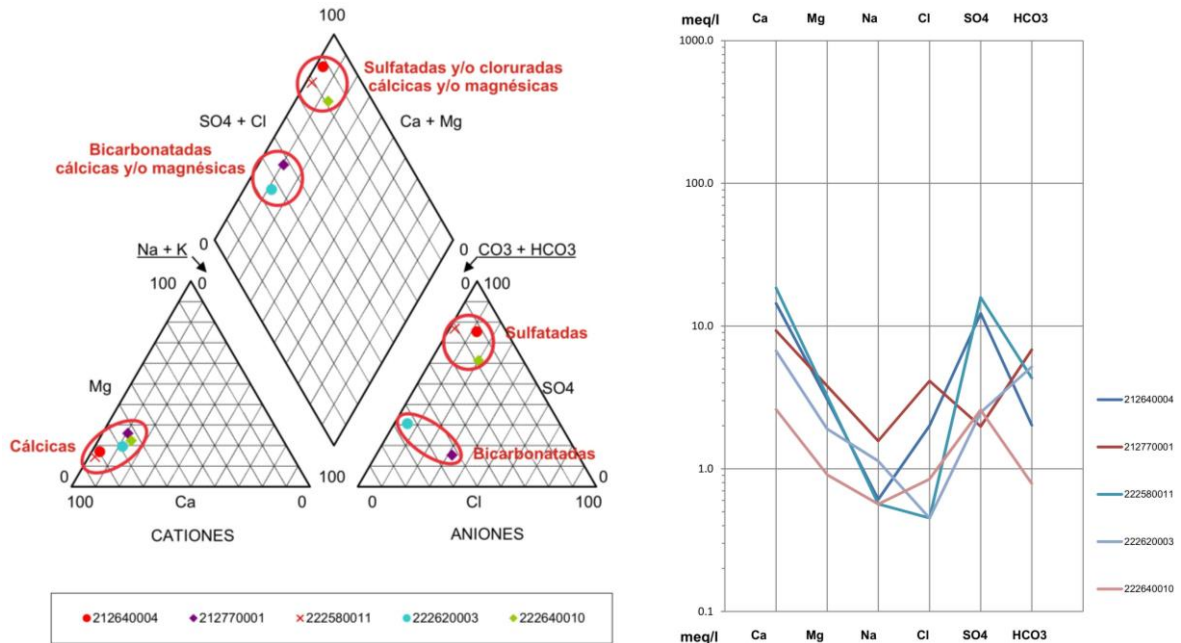 100
Sulfatadas y/o cloruradas
cálcicas y/o magnésicas
SO4 + Cl
Ca + Mg
Bicarbonatadas
cálcicas y/o magnésicas
0
0
Na + K
CO3 + HCO3
100
0
0
100
Sulfatadas
Mg
SO4
Cálcicas
Bicarbonatadas
0
0
100
Ca
0
100
0
Cl
100
CATIONES
ANIONES
212640004
212770001
222580011
222620003
222640010
meq/l
Ca
Mg
Na
Cl
SO4
HCO3
1000.0
100.0
10.0
1.0
0.1
212640004
212770001
222580011
222620003
222640010
meq/l
Ca
Mg
Na
Cl
SO4
HCO3